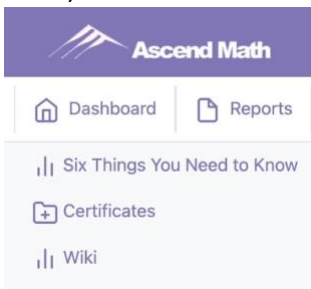 Ascend Math
Dashboard Reports
Six Things You Need to Know
Certificates
Wiki